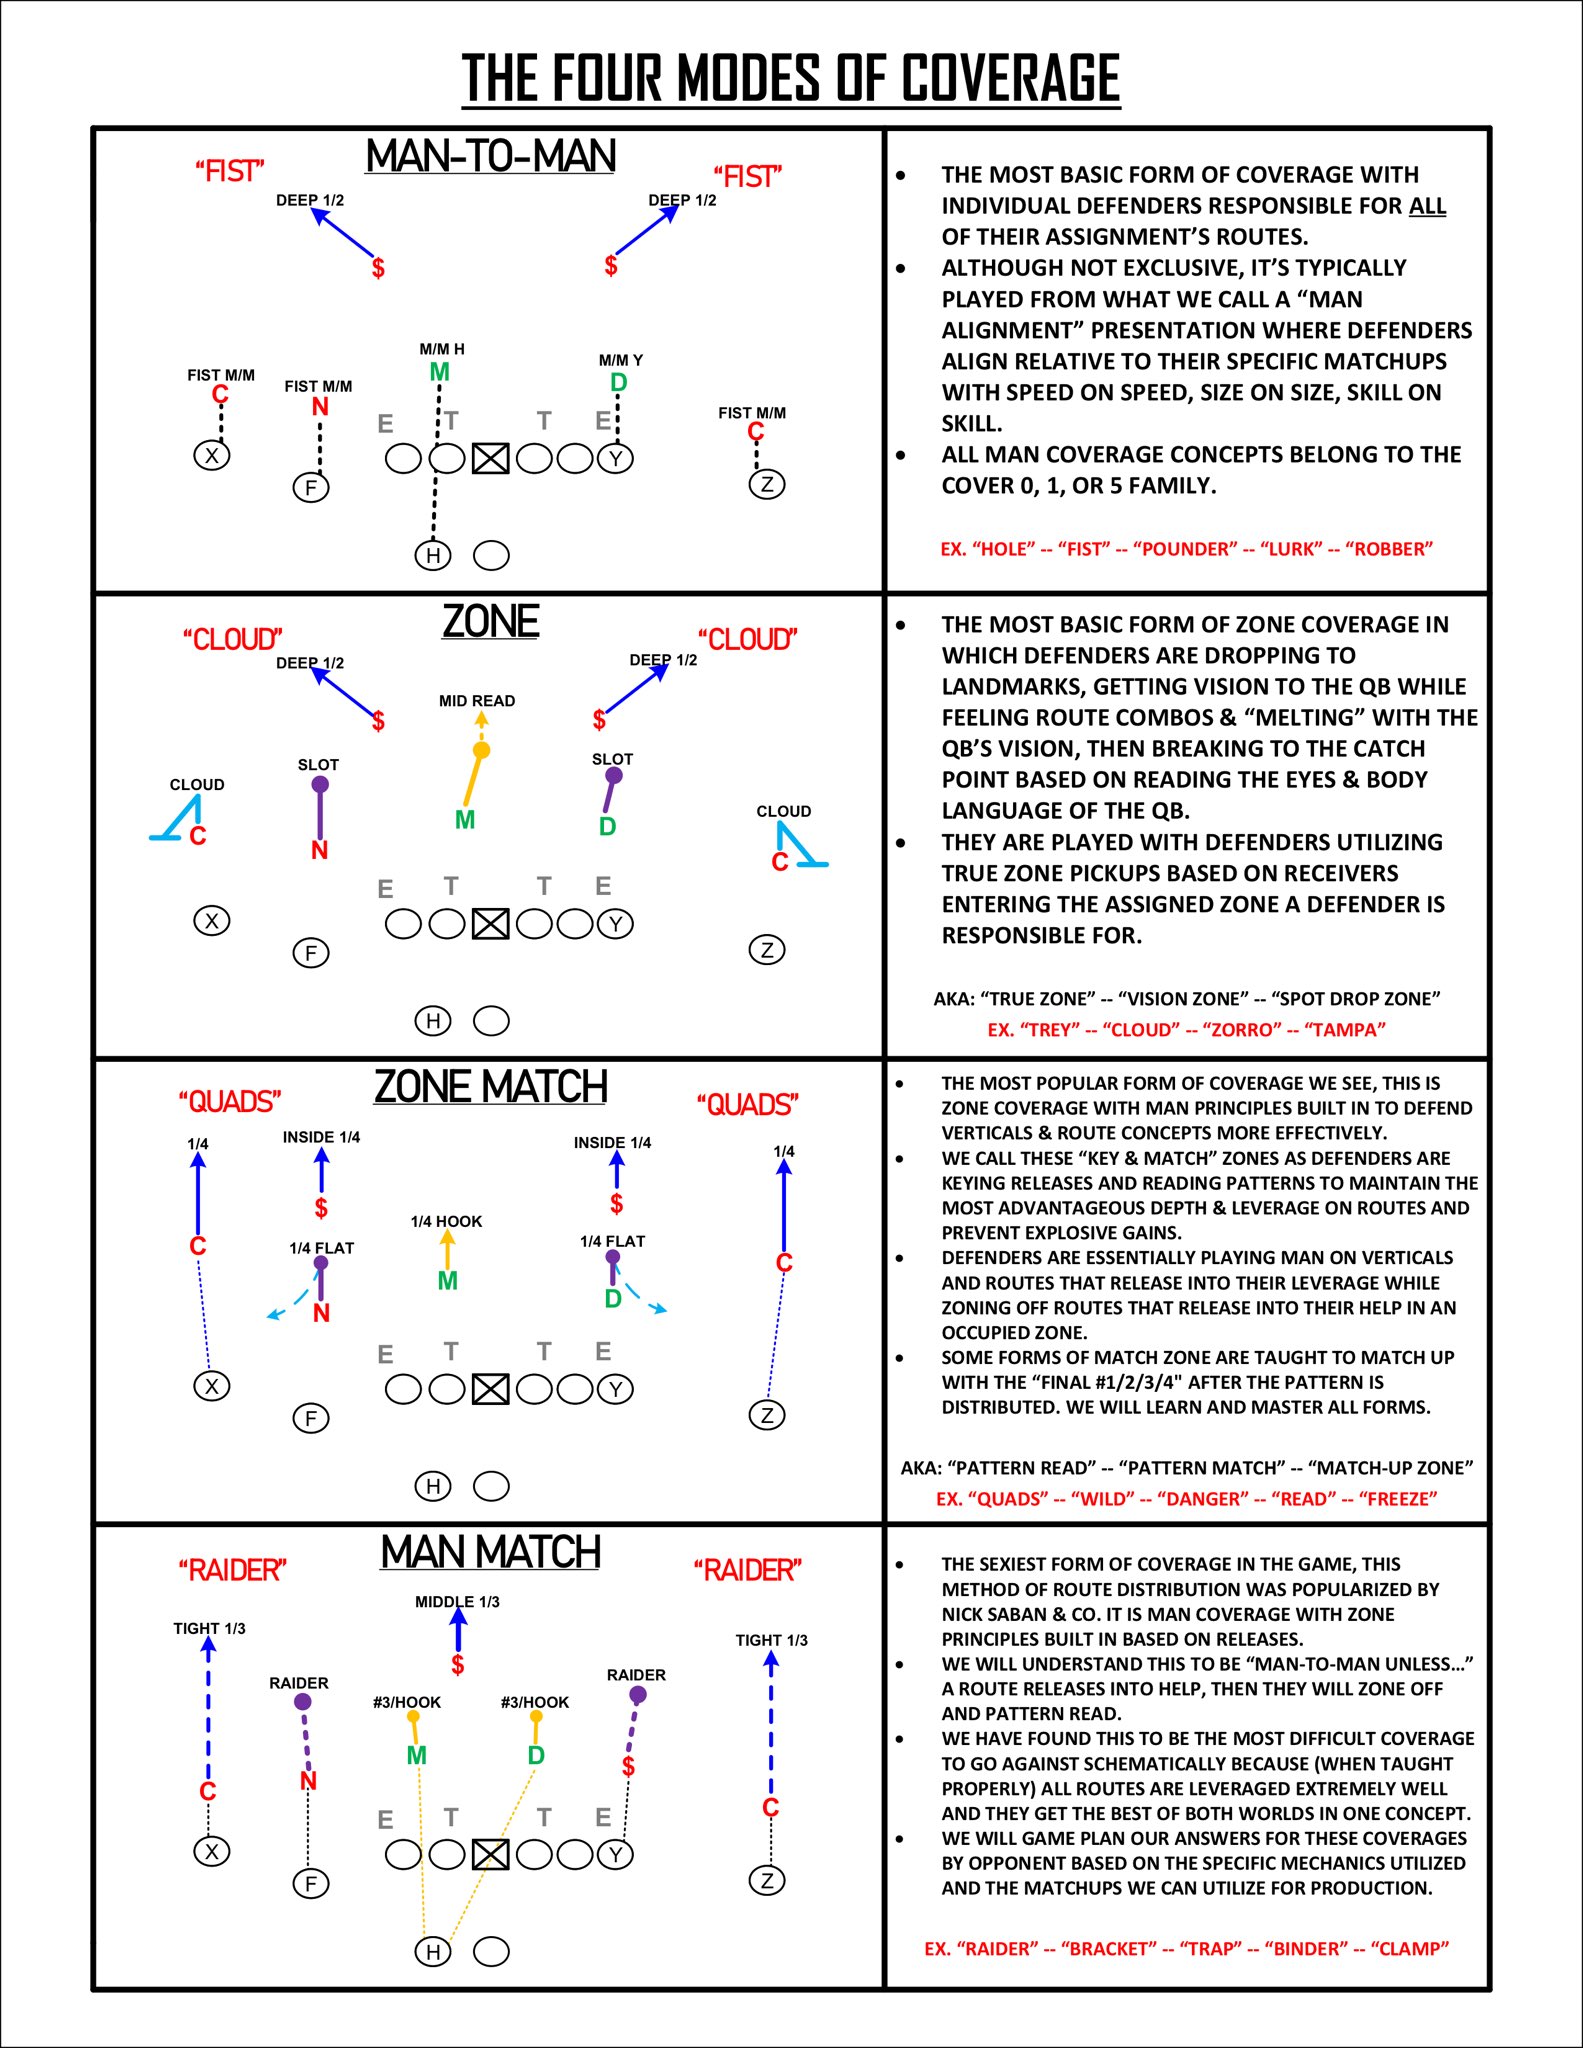 THE FOUR MODES OF COVERAGE
MAN-TO-MAN
“FIST”
“FIST”
DEEP 1/2
DEEP 1/2
$
$
M/M H
M
M/M Y
D
FIST M/M
C
FIST M/M
N
FIST M/M
C
E
T
T
E
X
F
Y
Z
H
• THE MOST BASIC FORM OF COVERAGE WITH
INDIVIDUAL DEFENDERS RESPONSIBLE FOR ALL
OF THEIR ASSIGNMENT’S ROUTES.
• ALTHOUGH NOT EXCLUSIVE, IT’S TYPICALLY
PLAYED FROM WHAT WE CALL A “MAN
ALIGNMENT” PRESENTATION WHERE DEFENDERS
ALIGN RELATIVE TO THEIR SPECIFIC MATCHUPS
WITH SPEED ON SPEED, SIZE ON SIZE, SKILL ON
SKILL.
• ALL MAN COVERAGE CONCEPTS BELONG TO THE
COVER 0, 1, OR 5 FAMILY.
EX. “HOLE” -- “FIST” -- “POUNDER” -- “LURK” -- “ROBBER”
ZONE
“CLOUD”
“CLOUD”
DEEP 1/2
DEEP 1/2
$
$
MID READ
SLOT
SLOT
CLOUD
CLOUD
C
N
M
D
C
E
T
T
E
X
F
Y
Z
H
• THE MOST BASIC FORM OF ZONE COVERAGE IN
WHICH DEFENDERS ARE DROPPING TO
LANDMARKS, GETTING VISION TO THE QB WHILE
FEELING ROUTE COMBOS & “MELTING” WITH THE
QB’S VISION, THEN BREAKING TO THE CATCH
POINT BASED ON READING THE EYES & BODY
LANGUAGE OF THE QB.
• THEY ARE PLAYED WITH DEFENDERS UTILIZING
TRUE ZONE PICKUPS BASED ON RECEIVERS
ENTERING THE ASSIGNED ZONE A DEFENDER IS
RESPONSIBLE FOR.
AKA: “TRUE ZONE” -- “VISION ZONE” -- “SPOT DROP ZONE”
EX. “TREY” -- “CLOUD” -- “ZORRO” -- “TAMPA”
ZONE MATCH
“QUADS”
“QUADS”
1/4
INSIDE 1/4
INSIDE 1/4
1/4
$
$
1/4 HOOK
1/4 FLAT
1/4 FLAT
C
N
M
D
C
E
T
T
E
X
F
Y
Z
H
• THE MOST POPULAR FORM OF COVERAGE WE SEE, THIS IS
ZONE COVERAGE WITH MAN PRINCIPLES BUILT IN TO DEFEND
VERTICALS & ROUTE CONCEPTS MORE EFFECTIVELY.
• WE CALL THESE “KEY & MATCH” ZONES AS DEFENDERS ARE
KEYING RELEASES AND READING PATTERNS TO MAINTAIN THE
MOST ADVANTAGEOUS DEPTH & LEVERAGE ON ROUTES AND
PREVENT EXPLOSIVE GAINS.
• DEFENDERS ARE ESSENTIALLY PLAYING MAN ON VERTICALS
AND ROUTES THAT RELEASE INTO THEIR LEVERAGE WHILE
ZONING OFF ROUTES THAT RELEASE INTO THEIR HELP IN AN
OCCUPIED ZONE.
• SOME FORMS OF MATCH ZONE ARE TAUGHT TO MATCH UP
WITH THE “FINAL #1/2/3/4" AFTER THE PATTERN IS
DISTRIBUTED. WE WILL LEARN AND MASTER ALL FORMS.
AKA: “PATTERN READ” -- “PATTERN MATCH” -- “MATCH-UP ZONE”
EX. “QUADS” -- “WILD” -- “DANGER” -- “READ” -- “FREEZE”
MAN MATCH
“RAIDER”
“RAIDER”
MIDDLE 1/3
TIGHT 1/3
TIGHT 1/3
$
RAIDER
RAIDER
#3/HOOK
#3/HOOK
C
N
M
D
$
C
E
T
T
E
X
F
Y
Z
H
• THE SEXIEST FORM OF COVERAGE IN THE GAME, THIS
METHOD OF ROUTE DISTRIBUTION WAS POPULARIZED BY
NICK SABAN & CO. IT IS MAN COVERAGE WITH ZONE
PRINCIPLES BUILT IN BASED ON RELEASES.
• WE WILL UNDERSTAND THIS TO BE “MAN-TO-MAN UNLESS…”
A ROUTE RELEASES INTO HELP, THEN THEY WILL ZONE OFF
AND PATTERN READ.
• WE HAVE FOUND THIS TO BE THE MOST DIFFICULT COVERAGE
TO GO AGAINST SCHEMATICALLY BECAUSE (WHEN TAUGHT
PROPERLY) ALL ROUTES ARE LEVERAGED EXTREMELY WELL
AND THEY GET THE BEST OF BOTH WORLDS IN ONE CONCEPT.
• WE WILL GAME PLAN OUR ANSWERS FOR THESE COVERAGES
BY OPPONENT BASED ON THE SPECIFIC MECHANICS UTILIZED
AND THE MATCHUPS WE CAN UTILIZE FOR PRODUCTION.
EX. “RAIDER” -- “BRACKET” -- “TRAP” -- “BINDER” -- “CLAMP”